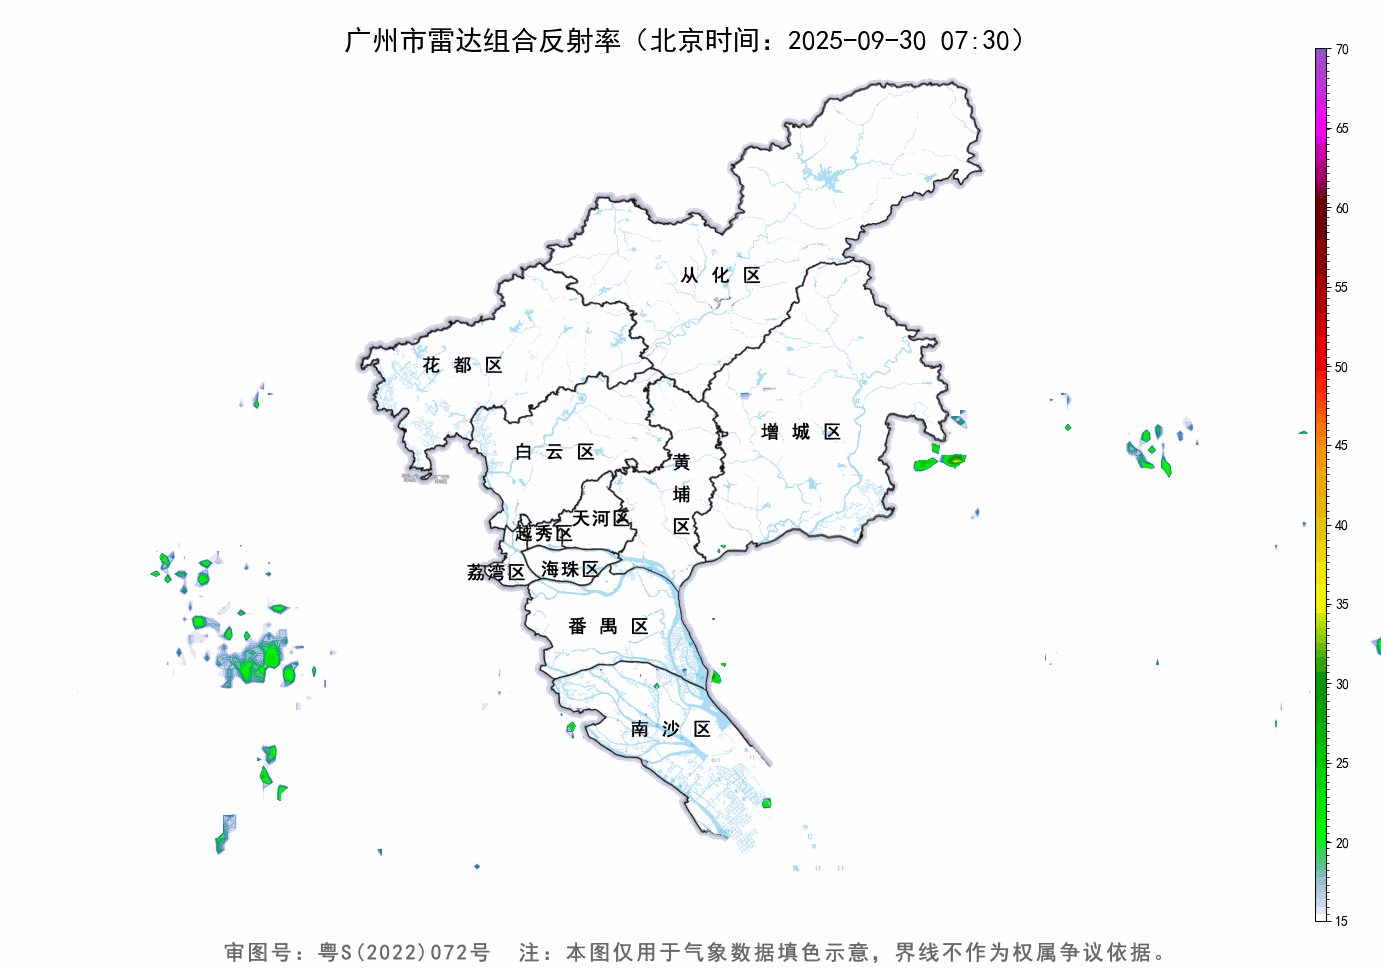 广州市雷达组合反射率（北京时间：2025-09-30 07:30）
70
65
60
55
50
45
40
35
30
25
20
15
从化区
花都区
增城区
白云区
黄埔区
天河区
越秀区
海珠区
荔湾区
番禺区
南沙区
审图号：粤S(2022)072号 注：本图仅用于气象数据填色示意，界线不作为权属争议依据。